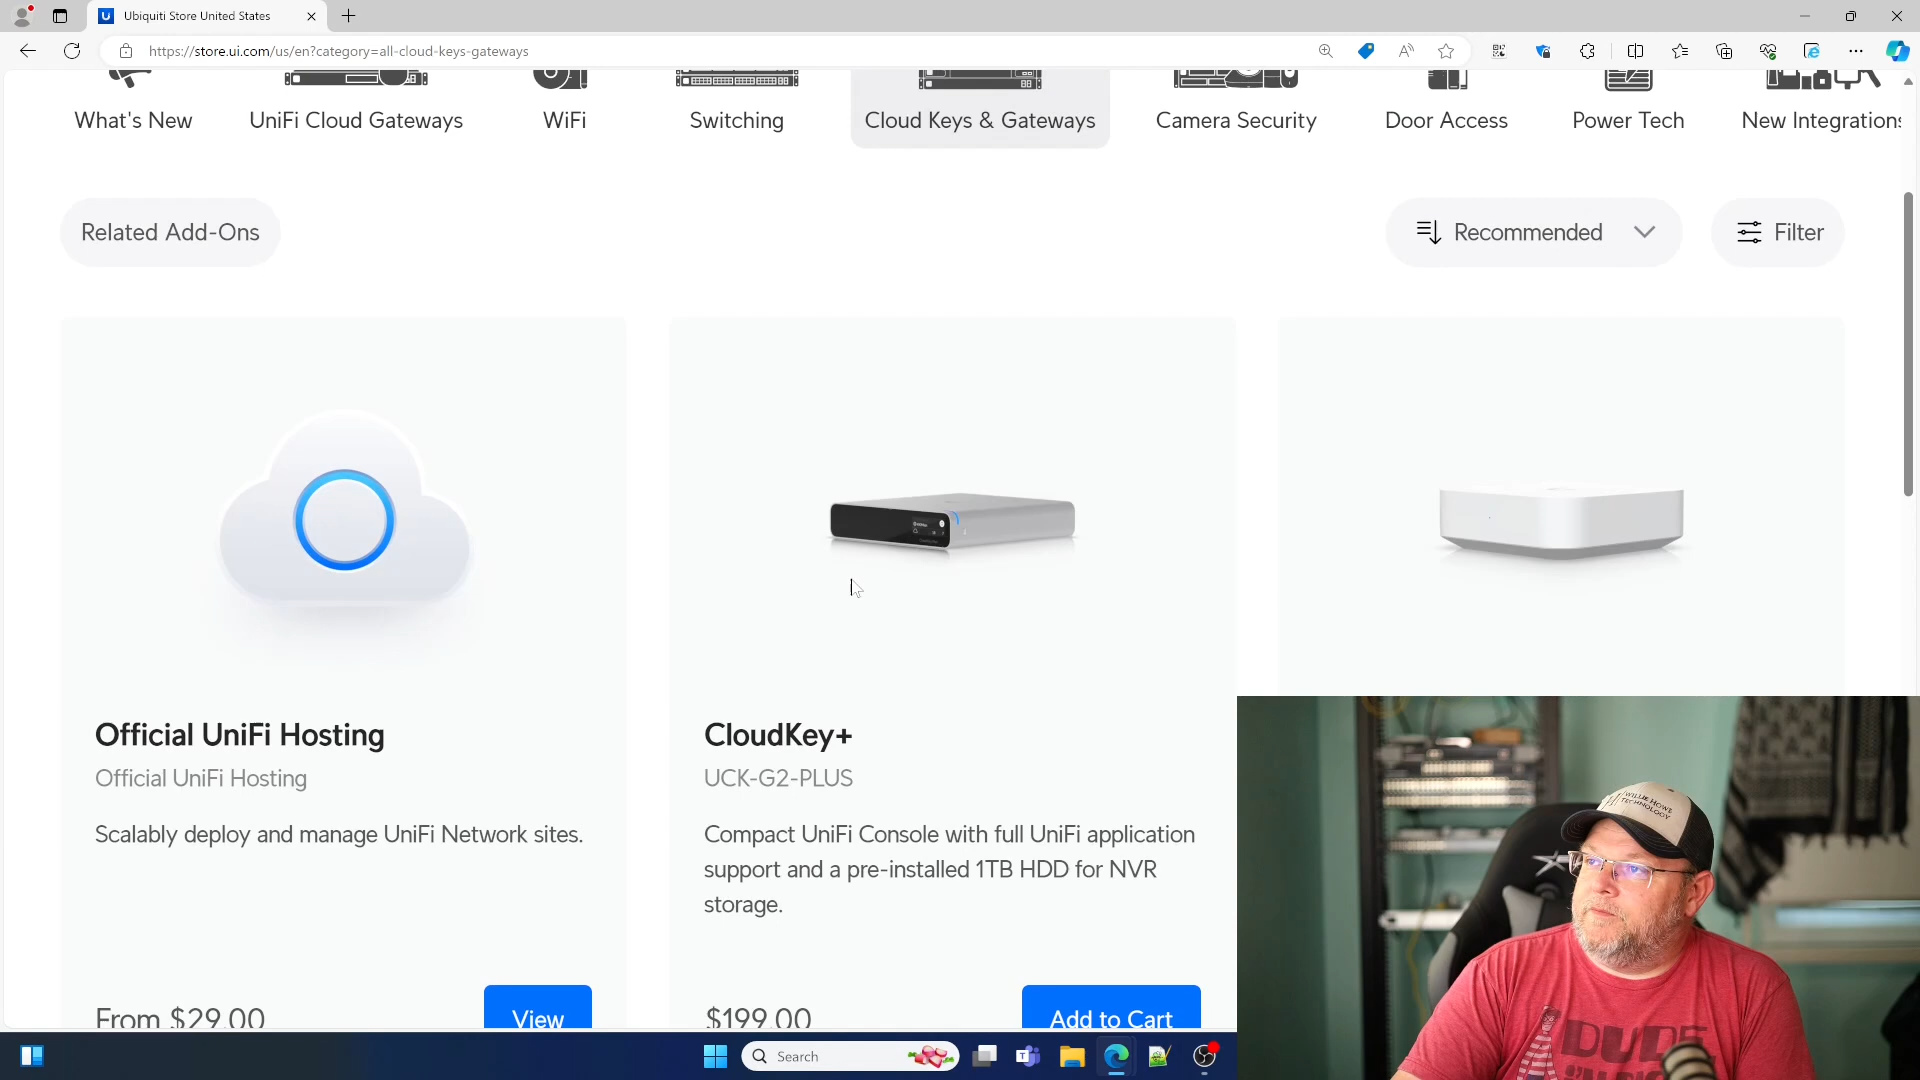 Ubiquiti Store United States
https://store.ui.com/us/en?category=all-cloud-keys-gateways
What's New
UniFi Cloud Gateways
WiFi
Switching
Cloud Keys & Gateways
Camera Security
Door Access
Power Tech
New Integrations
Related Add-Ons
Recommended
Filter
Official UniFi Hosting
Official UniFi Hosting
Scalably deploy and manage UniFi Network sites.
From $29.00
View
CloudKey+
UCK-G2-PLUS
Compact UniFi Console with full UniFi application
support and a pre-installed 1TB HDD for NVR
storage.
$199.00
Add to Cart
WILLIE HOWE
TECHNOLOGY
DUDE
Search